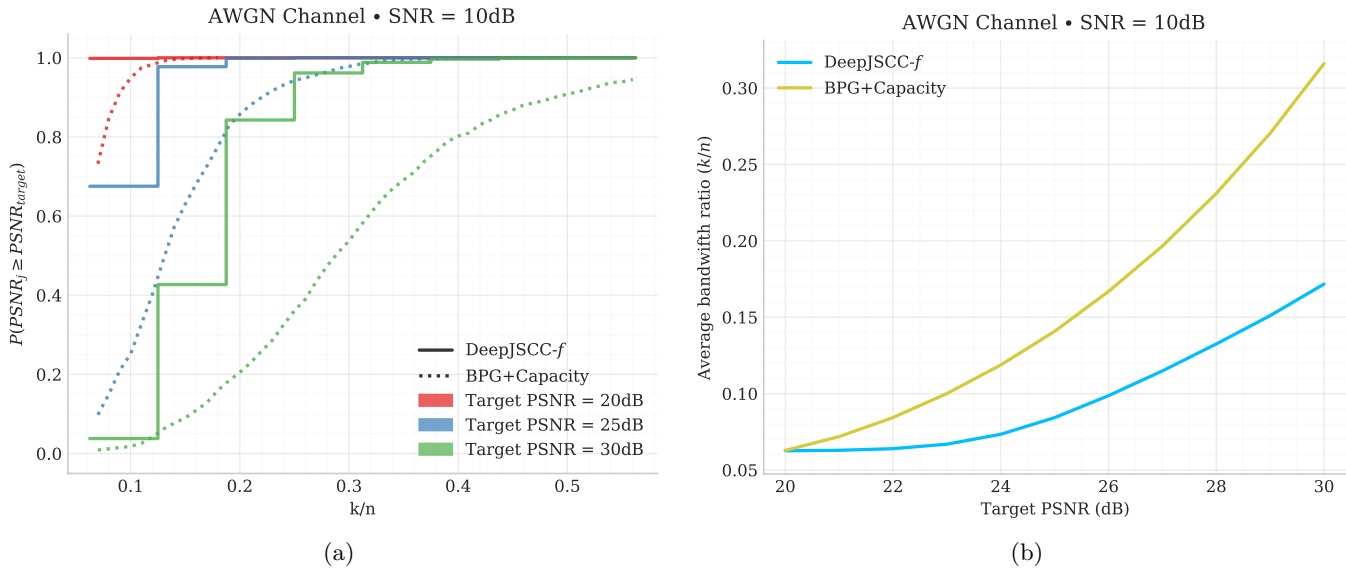 AWGN Channel • SNR = 10dB
P(PSNR_j ≥ PSNR_target)
1.0
0.8
0.6
0.4
0.2
0.0
DeepJSCC-f
BPG+Capacity
Target PSNR = 20dB
Target PSNR = 25dB
Target PSNR = 30dB
0.1 0.2 0.3 0.4 0.5
k/n
(a)
AWGN Channel • SNR = 10dB
Average bandwifth ratio (k/n)
DeepJSCC-f
BPG+Capacity
0.30
0.25
0.20
0.15
0.10
0.05
20 22 24 26 28 30
Target PSNR (dB)
(b)